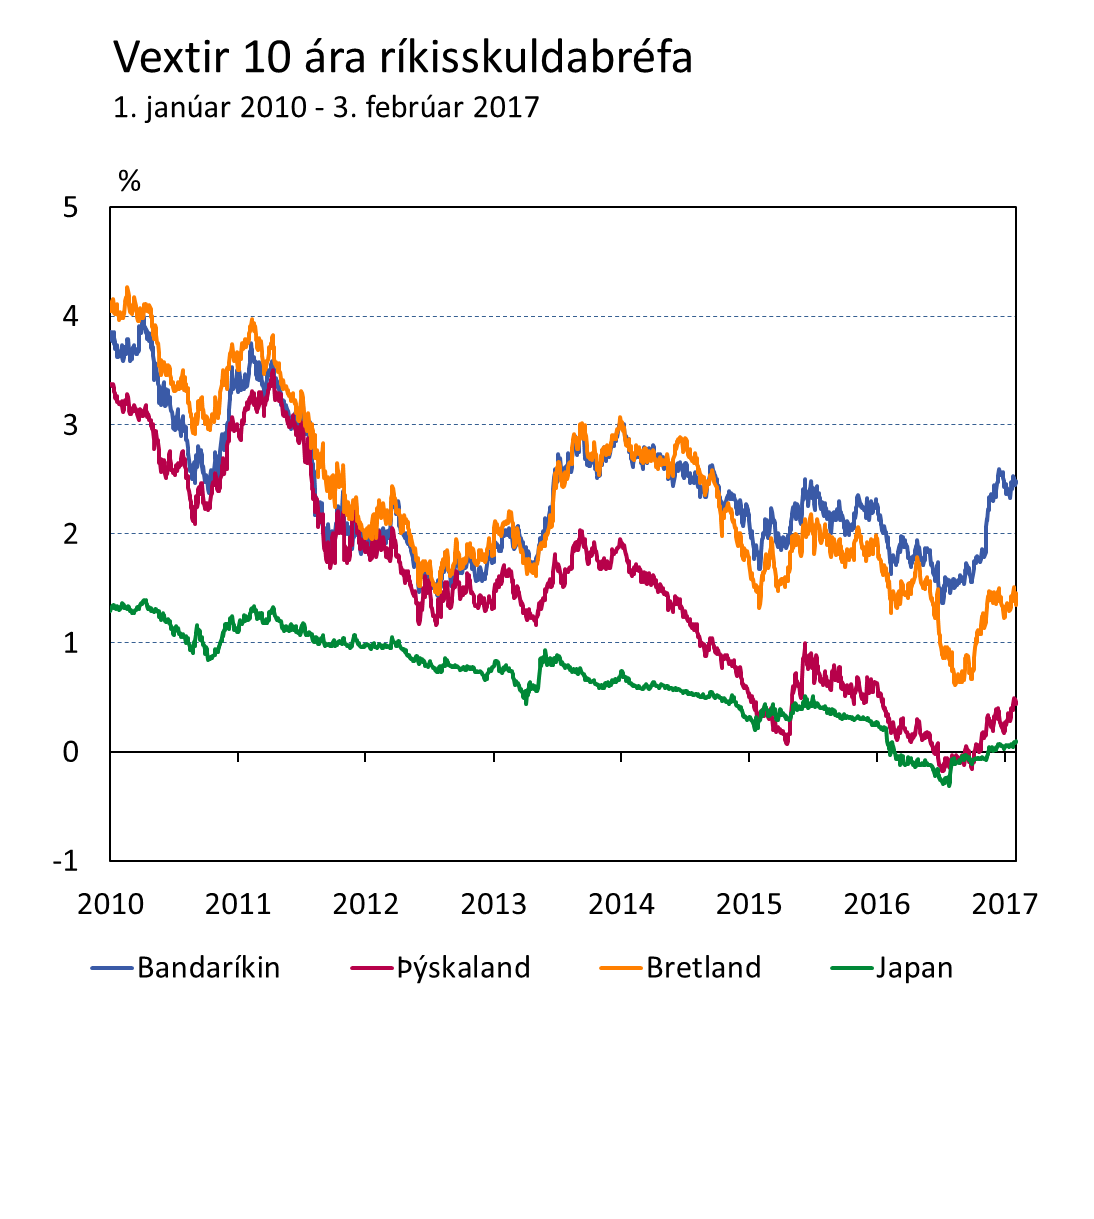 Vextir 10 ára ríkisskuldabréfa
1. janúar 2010 - 3. febrúar 2017
%
5
4
3
2
1
0
-1
2010 2011 2012 2013 2014 2015 2016 2017
Bandaríkin Þýskaland Bretland Japan